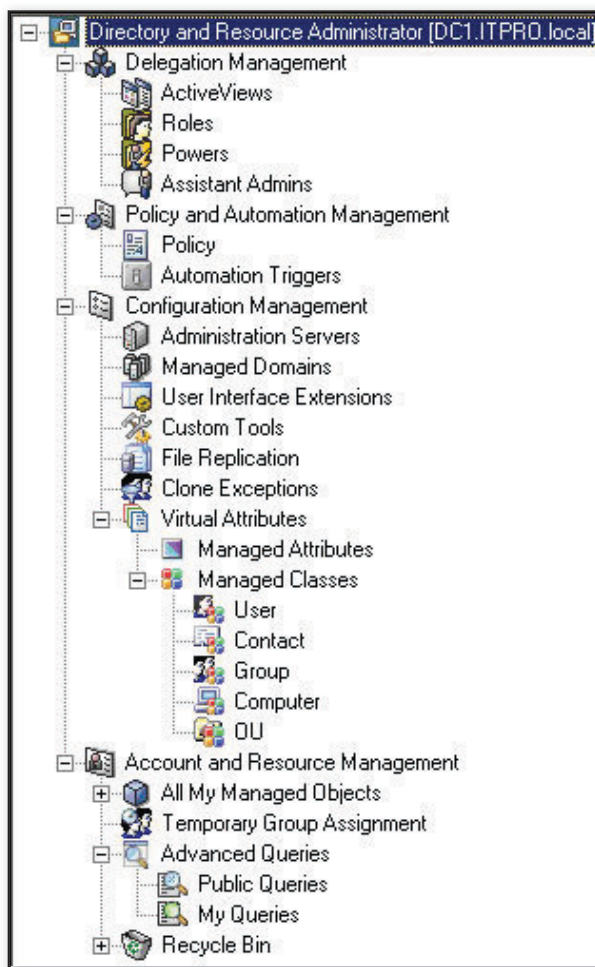 Directory and Resource Administrator [DC1.ITPRO.local]
Delegation Management
ActiveViews
Roles
Powers
Assistant Admins
Policy and Automation Management
Policy
Automation Triggers
Configuration Management
Administration Servers
Managed Domains
User Interface Extensions
Custom Tools
File Replication
Clone Exceptions
Virtual Attributes
Managed Attributes
Managed Classes
User
Contact
Group
Computer
OU
Account and Resource Management
All My Managed Objects
Temporary Group Assignment
Advanced Queries
Public Queries
My Queries
Recycle Bin